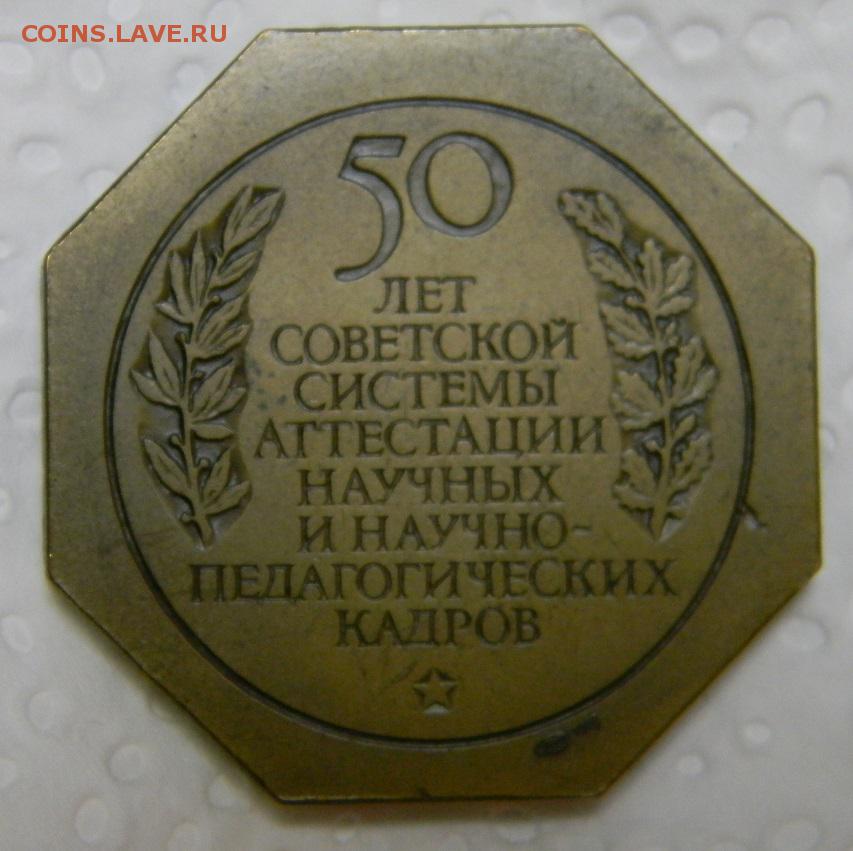 COINS.LAVE.RU
50
ЛЕТ
СОВЕТСКОЙ
СИСТЕМЫ
АТТЕСТАЦИИ
НАУЧНЫХ
И НАУЧНО-
ПЕДАГОГИЧЕСКИХ
КАДРОВ